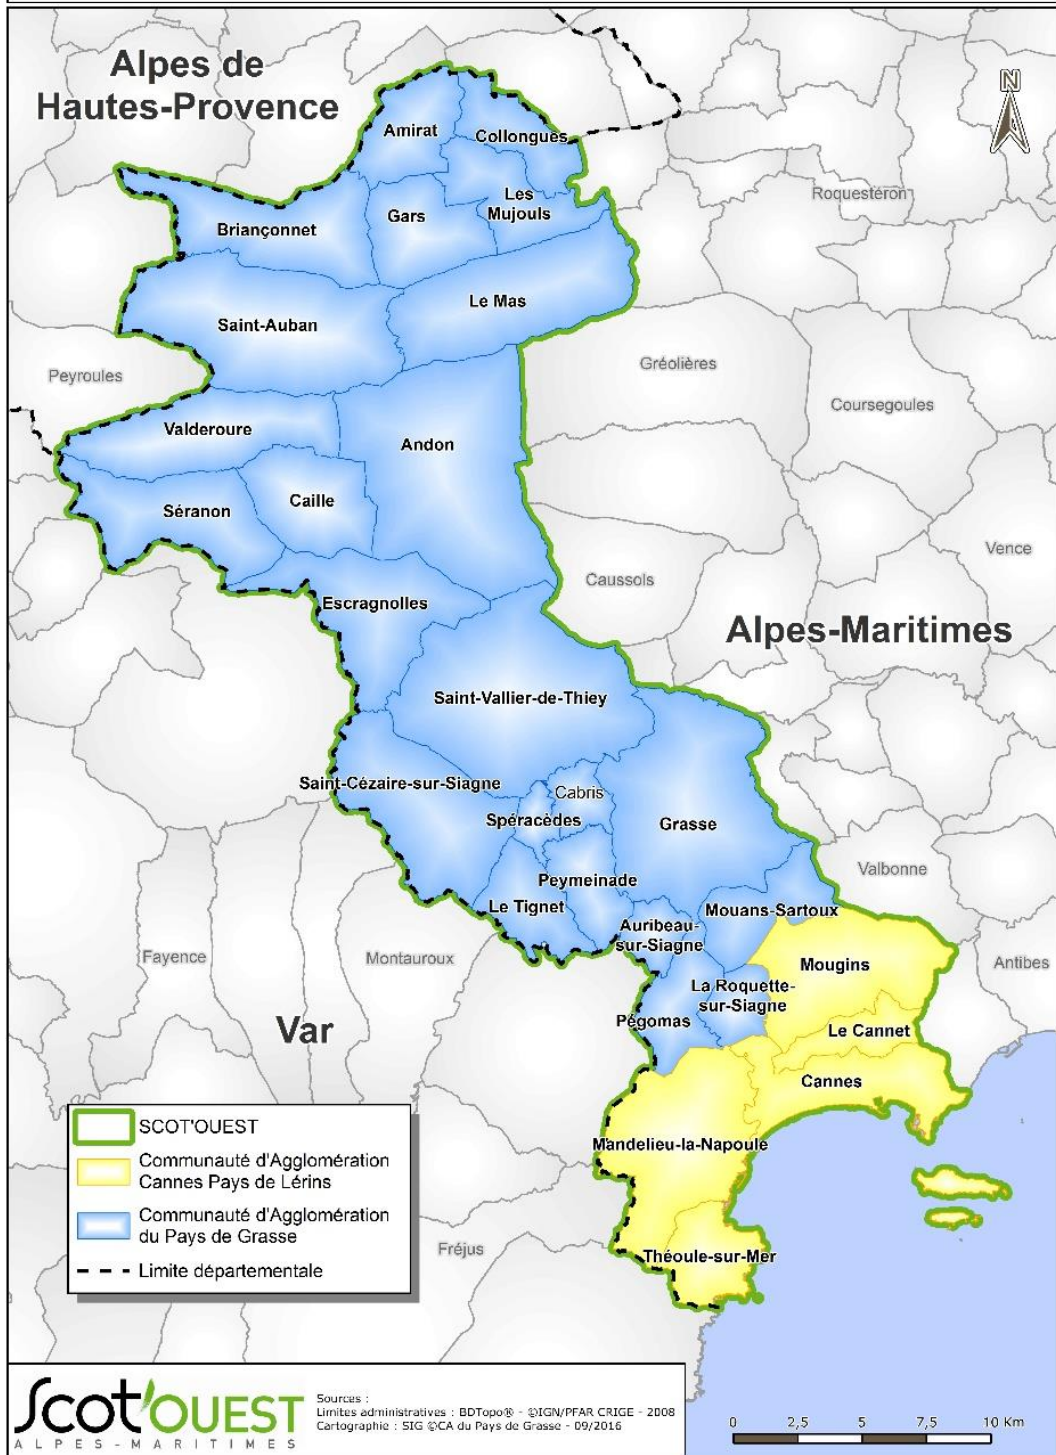 Alpes de
Hautes-Provence
N
Amirat
Collongues
Roquestéron
Les
Mujouls
Gars
Briançonnet
Le Mas
Saint-Auban
Peyroules
Gréolières
Coursegoules
Valderoure
Andon
Caille
Séranon
Vence
Caussols
Escragnolles
Alpes-Maritimes
Saint-Vallier-de-Thiey
Saint-Cézaire-sur-Siagne
Cabris
Spéracèdes
Grasse
Valbonne
Peymeinade
Le Tignet
Mouans-Sartoux
Auribeau-
sur-Siagne
Fayence
Montauroux
Mougins
Antibes
La Roquette-
sur-Siagne
Pégomas
Var
Le Cannet
Cannes
Mandelieu-la-Napoule
Fréjus
Théoule-sur-Mer
SCOT'OUEST
Communauté d'Agglomération
Cannes Pays de Lérins
Communauté d'Agglomération
du Pays de Grasse
Limite départementale
Scot'OUEST
ALPES-MARITIMES
Sources :
Limites administratives : BDTopo® - ©IGN/PFAR CRIGE - 2008
Cartographie : SIG ©CA du Pays de Grasse - 09/2016
0 2,5 5 7,5 10 Km